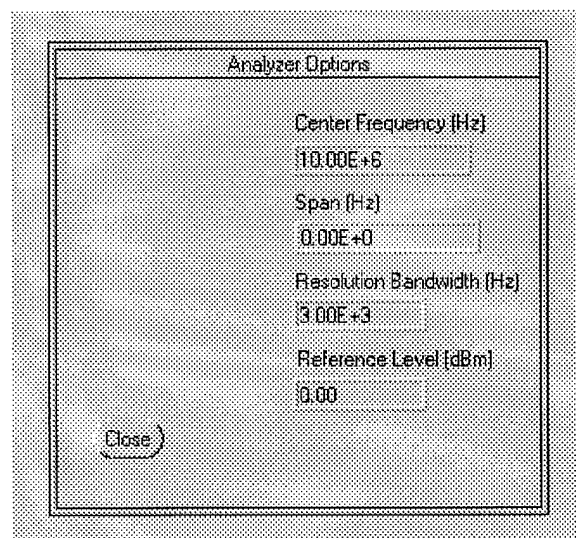 Analyzer Options
Center Frequency (Hz)
10.00E+6
Span (Hz)
0.00E+0
Resolution Bandwidth (Hz)
3.00E+3
Reference Level (dBm)
0.00
Close